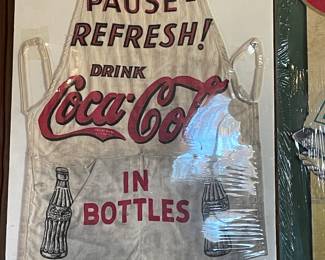 PAUSE-
REFRESH!
DRINK
Coca-Cola
IN
BOTTLES